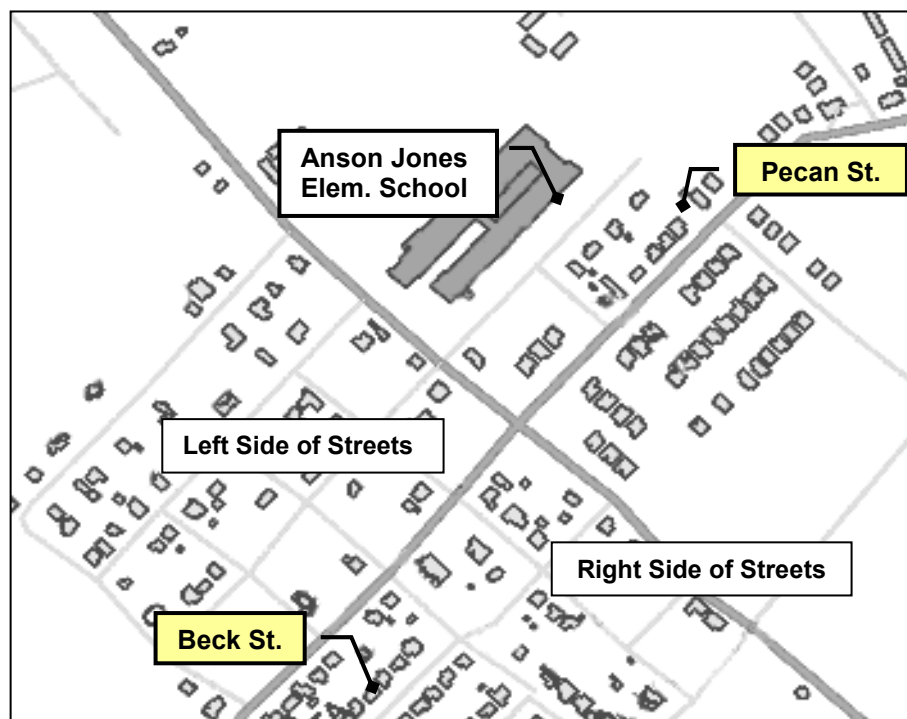 Anson Jones
Elem. School
Pecan St.
Left Side of Streets
Right Side of Streets
Beck St.